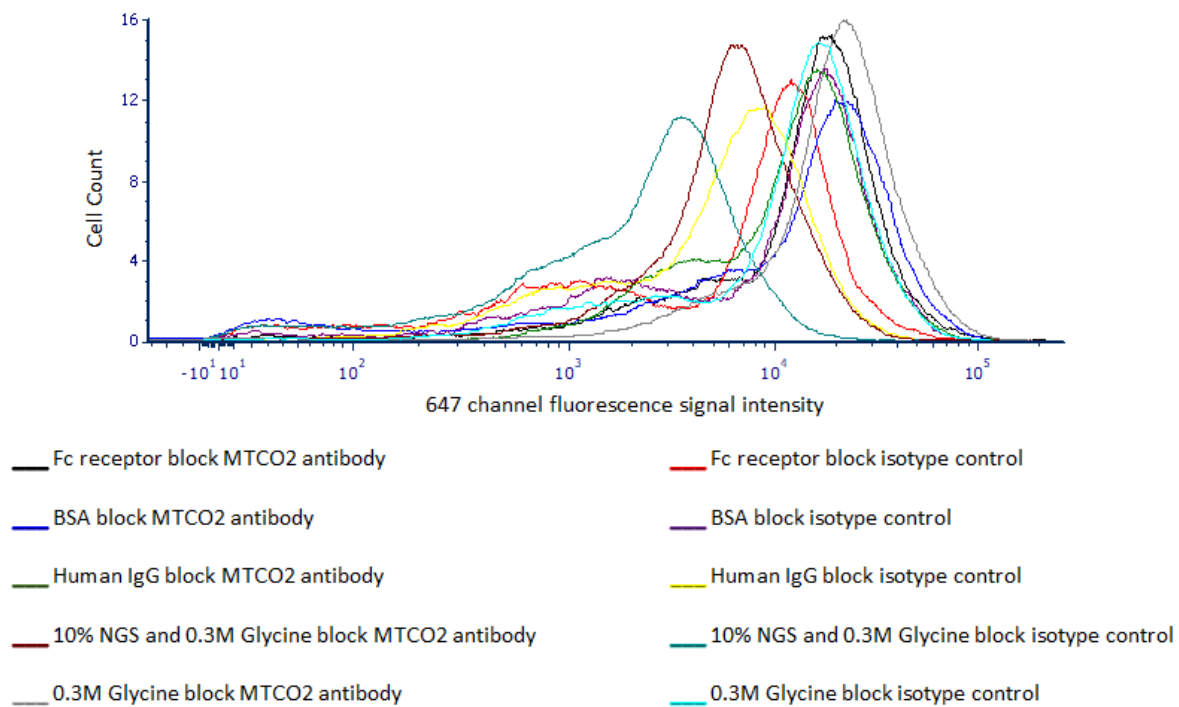 16
12
8
4
0
Cell Count
-10¹ 10¹ 10² 10³ 10⁴ 10⁵
647 channel fluorescence signal intensity
Fc receptor block MTCO2 antibody
Fc receptor block isotype control
BSA block MTCO2 antibody
BSA block isotype control
Human IgG block MTCO2 antibody
Human IgG block isotype control
10% NGS and 0.3M Glycine block MTCO2 antibody
10% NGS and 0.3M Glycine block isotype control
0.3M Glycine block MTCO2 antibody
0.3M Glycine block isotype control